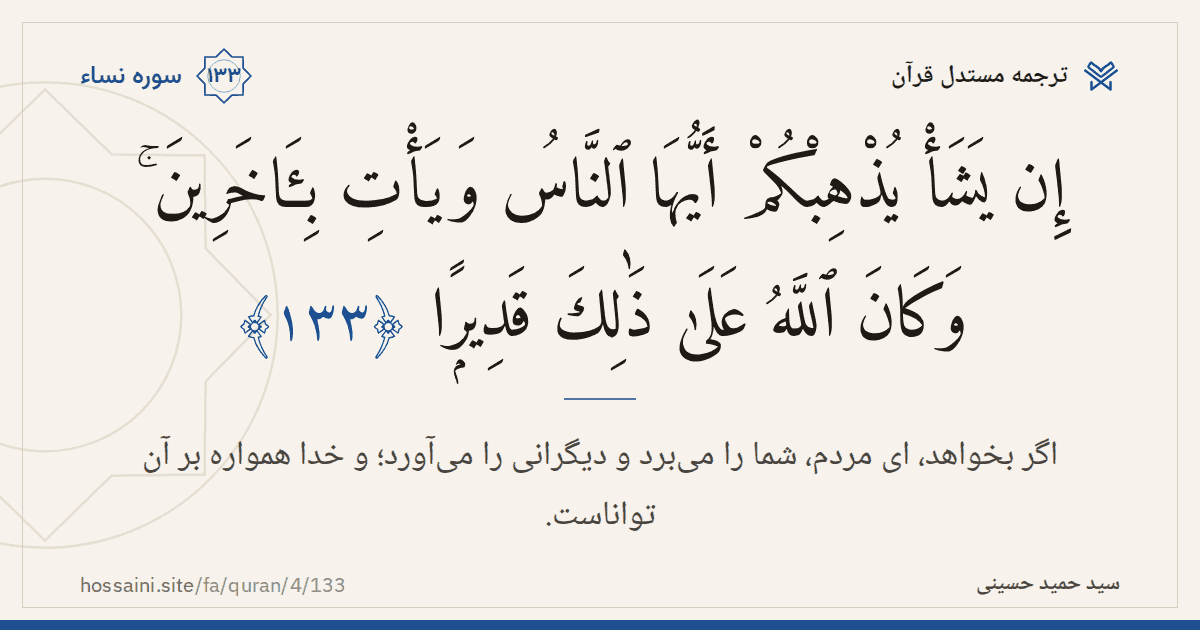 ترجمه مستدل قرآن
سوره نساء ۱۳۳
إِن يَشَأْ يُذْهِبْكُمْ أَيُّهَا ٱلنَّاسُ وَيَأْتِ بِـَٔاخَرِينَ ۚ
وَكَانَ ٱللَّهُ عَلَىٰ ذَٰلِكَ قَدِيرًۭا ﴿١٣٣﴾
اگر بخواهد، ای مردم، شما را می‌برد و دیگرانی را می‌آورد؛ و خدا همواره بر آن
تواناست.
سید حمید حسینی
hossaini.site/fa/quran/4/133